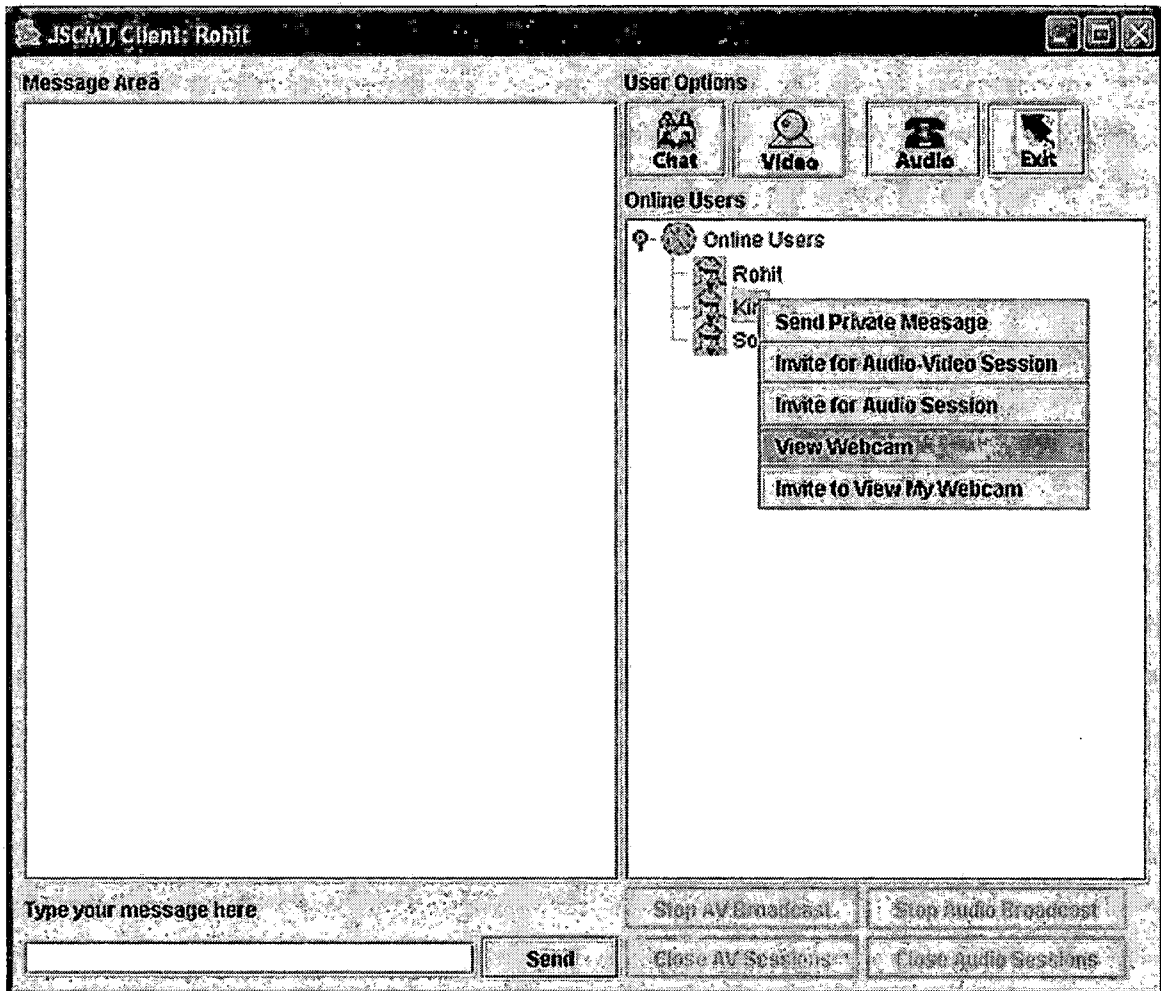 JSCMT Client: Rohit
Message Area
User Options
Chat
Video
Audio
Exit
Online Users
Online Users
Rohit
Send Private Message
Invite for Audio-Video Session
Invite for Audio Session
View Webcam
Invite to View My Webcam
Type your message here
Send
Stop AV Broadcast
Stop Audio Broadcast
Close AV Sessions
Close Audio Sessions